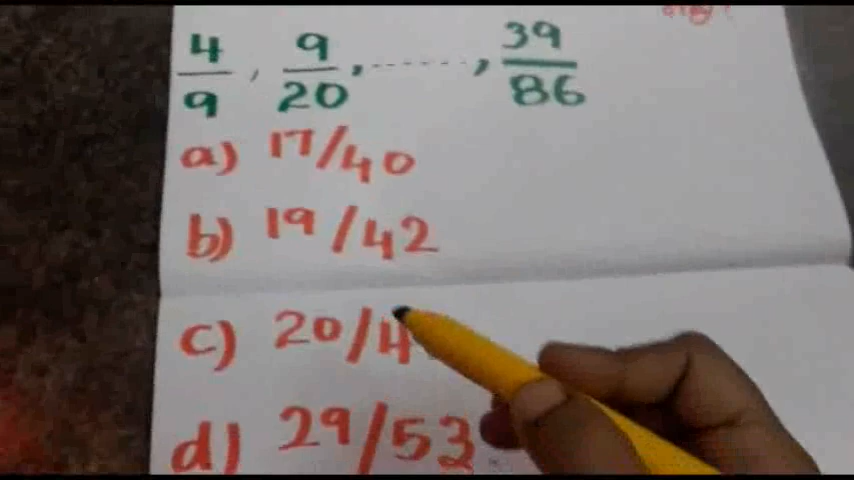 4/9 , 9/20 , ...... , 39/86
a) 17/40
b) 19/42
c) 20/4
d) 29/53